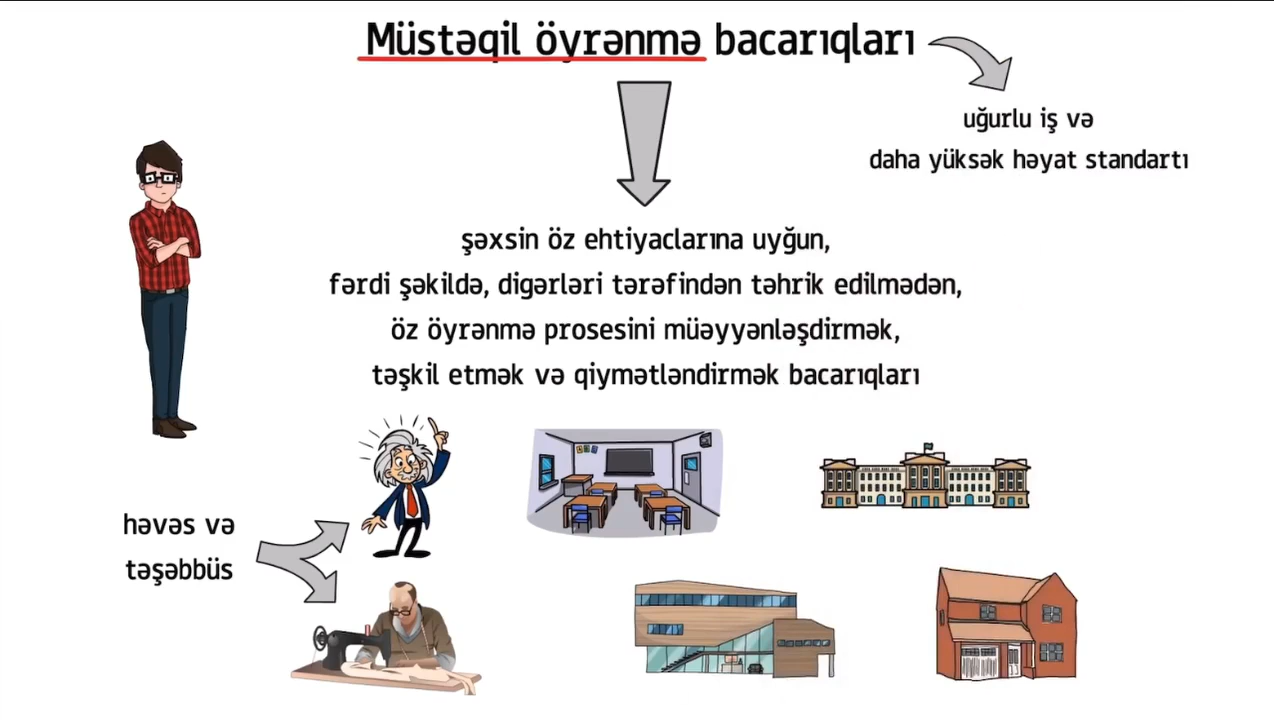 Müstəqil öyrənmə bacarıqları
uğurlu iş və
daha yüksək həyat standartı
şəxsin öz ehtiyaclarına uyğun,
fərdi şəkildə, digərləri tərəfindən təhrik edilmədən,
öz öyrənmə prosesini müəyyənləşdirmək,
təşkil etmək və qiymətləndirmək bacarıqları
həvəs və
təşəbbüs